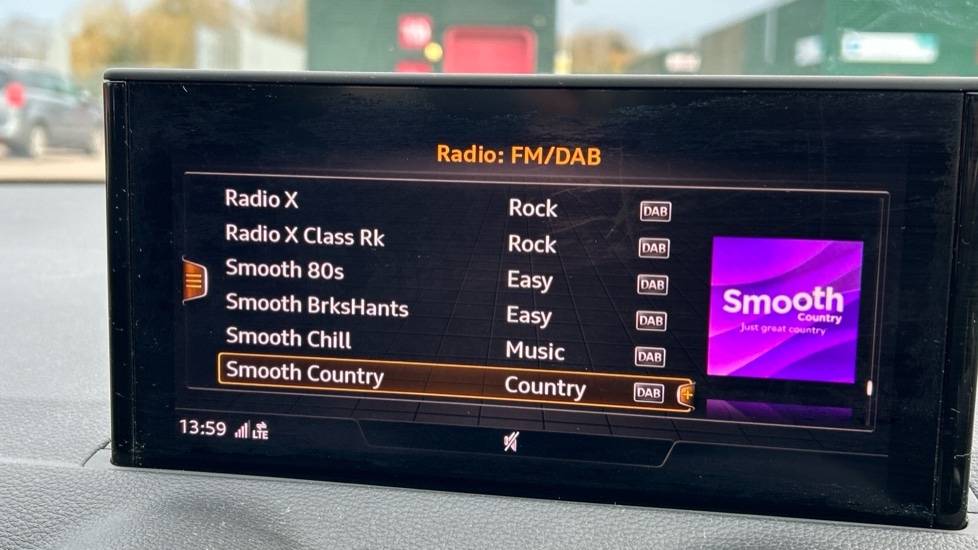 Radio: FM/DAB
Radio X Rock DAB
Radio X Class Rk Rock DAB
Smooth 80s Easy DAB
Smooth BrksHants Easy DAB
Smooth Chill Music DAB
Smooth Country Country DAB
Smooth
Country
Just great country
13:59 LTE